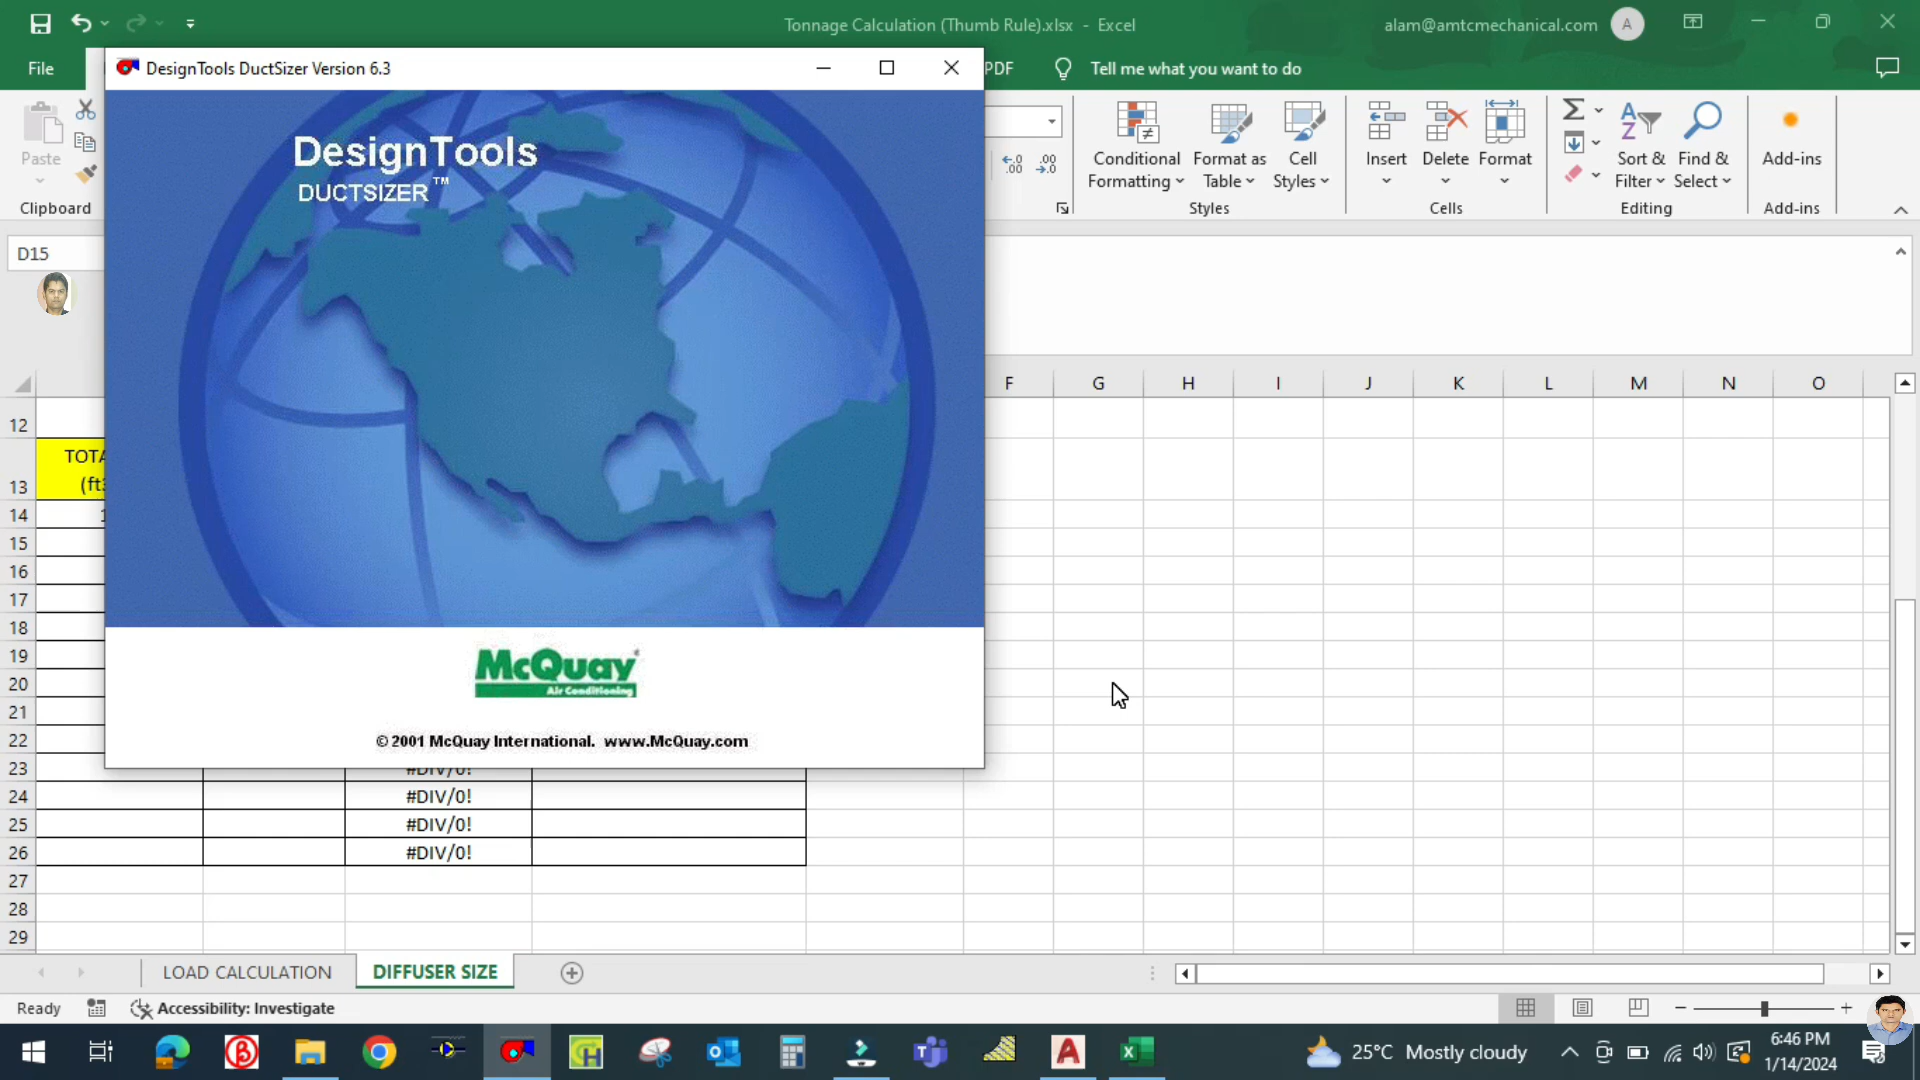 Tonnage Calculation (Thumb Rule).xlsx - Excel
alam@amtcmechanical.com
A
DesignTools DuctSizer Version 6.3
File
PDF
Tell me what you want to do
Paste
Clipboard
Conditional
Formatting
Format as
Table
Cell
Styles
Styles
Insert
Delete
Format
Cells
Sort &
Filter
Find &
Select
Editing
Add-ins
Add-ins
D15
DesignTools
DUCTSIZER™
McQuay
Air Conditioning
© 2001 McQuay International. www.McQuay.com
F G H I J K L M N O
12
13
14
15
16
17
18
19
20
21
22
23 #DIV/0!
24 #DIV/0!
25 #DIV/0!
26 #DIV/0!
27
28
29
LOAD CALCULATION
DIFFUSER SIZE
Ready
Accessibility: Investigate
25°C Mostly cloudy
6:46 PM
1/14/2024